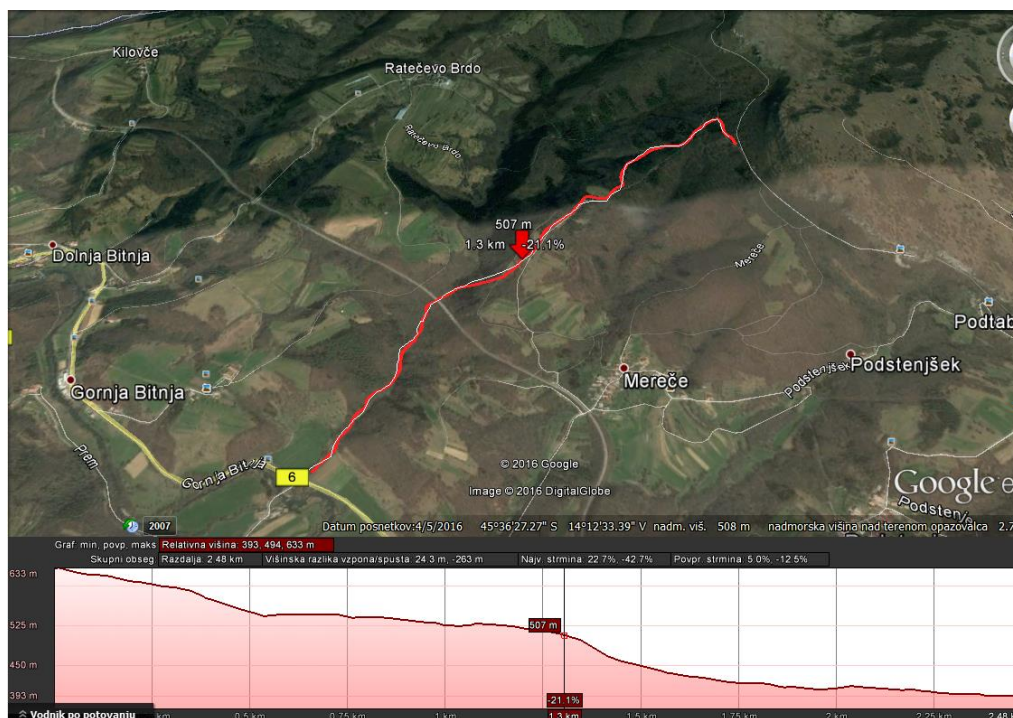 Kilovče
Ratečevo Brdo
Ratečevo Brdo
507 m
1.3 km -21.1%
Dolnja Bitnja
Mereče
Podtab
Podstenjšek
Podstenjšek
Mereče
Gornja Bitnja
Prem
Gornja Bitnja
6
© 2016 Google
Image © 2016 DigitalGlobe
Google e
Podstenjš
2007
Datum posnetkov:4/5/2016 45°36'27.27" S 14°12'33.39" V nadm. viš. 508 m nadmorska višina nad terenom opazovalca 2.7
Graf: min, povp, maks Relativna višina: 393, 494, 633 m
Skupni obseg: Razdalja: 2.48 km Višinska razlika vzpona/spusta: 24.3 m, -263 m Najv. strmina: 22.7%, -42.7% Povpr. strmina: 5.0%, -12.5%
633 m
525 m
507 m
450 m
393 m
-21.1%
Vodnik po potovanju km 0.5 km 0.75 km 1 km 1.3 km 1.5 km 1.75 km 2 km 2.25 km 2.48 k